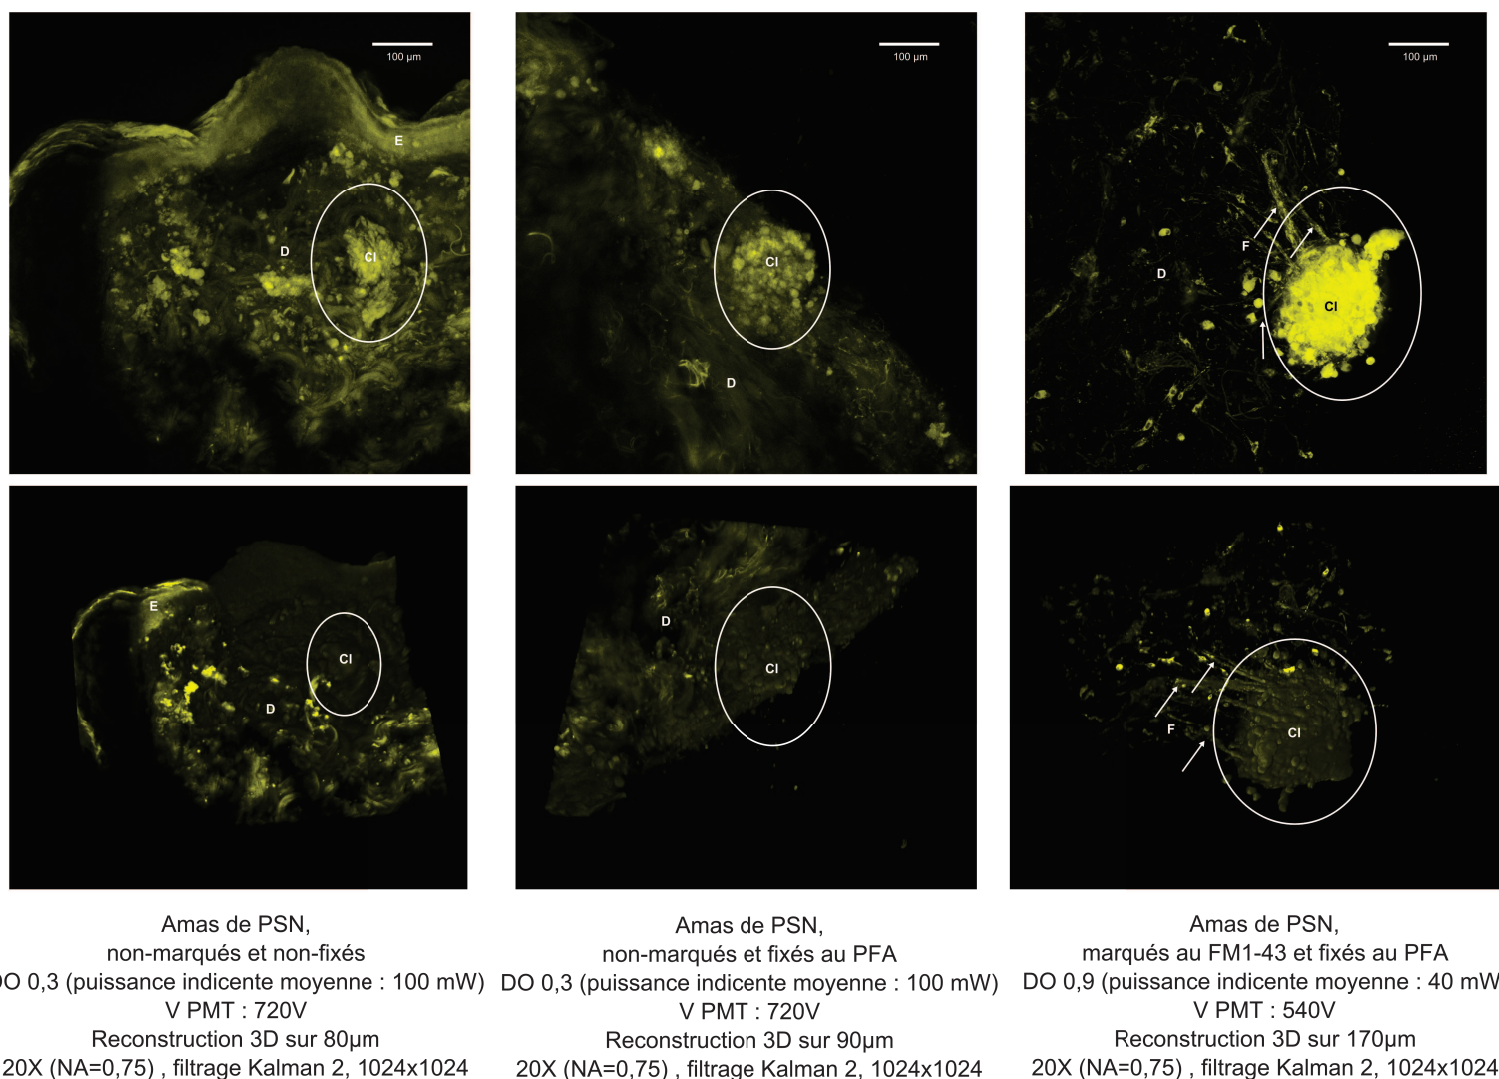 100 µm
100 µm
100 µm
E
D
CI
CI
D
F
D
CI
E
CI
D
D
CI
F
CI
Amas de PSN,
non-marqués et non-fixés
DO 0,3 (puissance indicente moyenne : 100 mW)
V PMT : 720V
Reconstruction 3D sur 80µm
20X (NA=0,75) , filtrage Kalman 2, 1024x1024
Amas de PSN,
non-marqués et fixés au PFA
DO 0,3 (puissance indicente moyenne : 100 mW)
V PMT : 720V
Reconstruction 3D sur 90µm
20X (NA=0,75) , filtrage Kalman 2, 1024x1024
Amas de PSN,
marqués au FM1-43 et fixés au PFA
DO 0,9 (puissance indicente moyenne : 40 mW
V PMT : 540V
Reconstruction 3D sur 170µm
20X (NA=0,75) , filtrage Kalman 2, 1024x1024